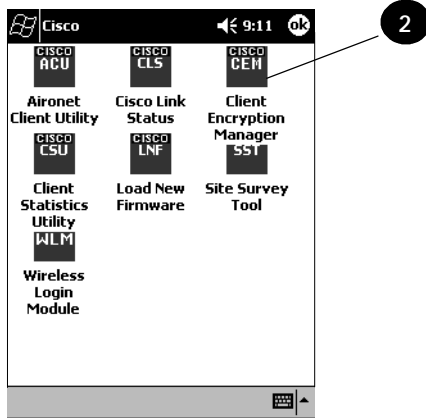 Cisco 9:11 ok
2
CISCO CISCO CISCO
ACU CLS CEM
Aironet Cisco Link Client
Client Utility Status Encryption
Manager
CISCO CISCO
CSU LNF SST
Client Load New Site Survey
Statistics Firmware Tool
Utility
WLM
Wireless
Login
Module